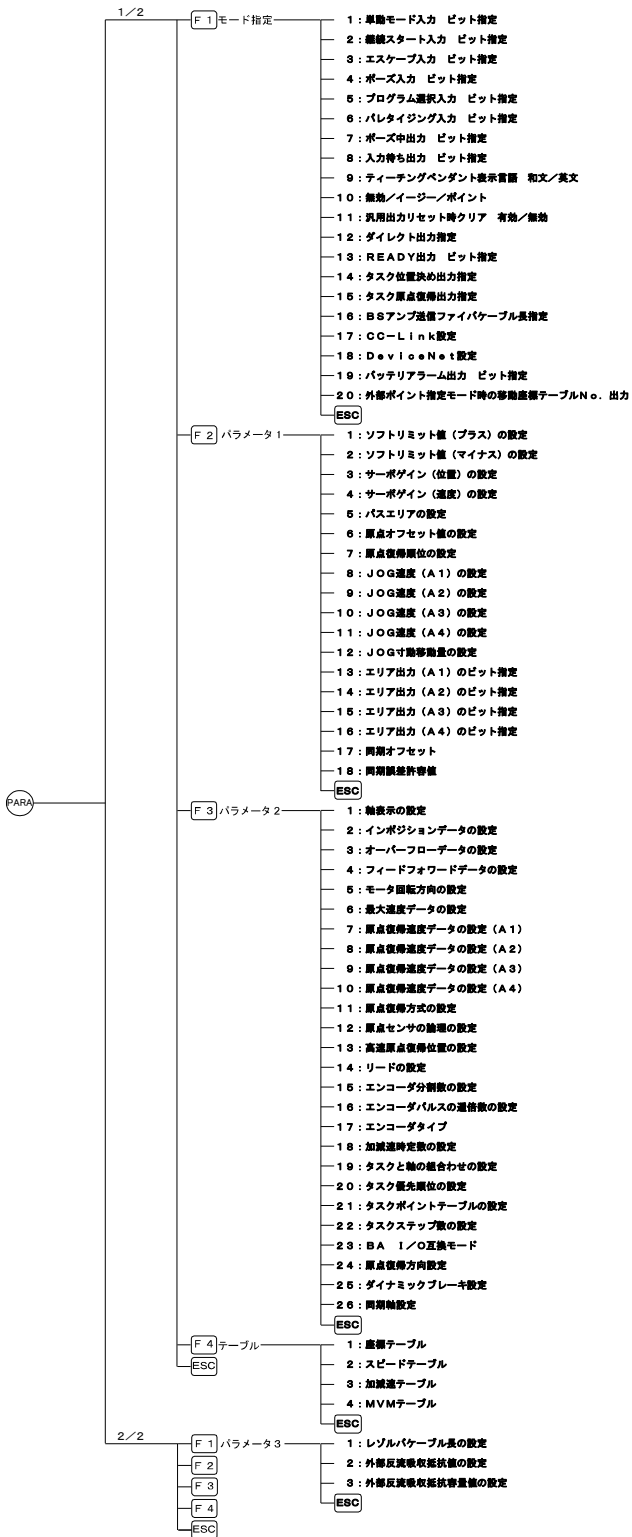 1/2
F1 モード指定
1:単動モード入力 ビット指定
2:継続スタート入力 ビット指定
3:エスケープ入力 ビット指定
4:ポーズ入力 ビット指定
5:プログラム選択入力 ビット指定
6:パレタイジング入力 ビット指定
7:ポーズ中出力 ビット指定
8:入力待ち出力 ビット指定
9:ティーチングペンダント表示言語 和文/英文
10:無効/イージー/ポイント
11:汎用出力リセット時クリア 有効/無効
12:ダイレクト出力指定
13:READY出力 ビット指定
14:タスク位置決め出力指定
15:タスク原点復帰出力指定
16:BSアンプ送信ファイバケーブル長指定
17:CC-Link設定
18:DeviceNet設定
19:バッテリアラーム出力 ビット指定
20:外部ポイント指定モード時の移動座標テーブルNo.出力
ESC
F2 パラメータ1
1:ソフトリミット値(プラス)の設定
2:ソフトリミット値(マイナス)の設定
3:サーボゲイン(位置)の設定
4:サーボゲイン(速度)の設定
5:パスエリアの設定
6:原点オフセット値の設定
7:原点復帰順位の設定
8:JOG速度(A1)の設定
9:JOG速度(A2)の設定
10:JOG速度(A3)の設定
11:JOG速度(A4)の設定
12:JOG寸動移動量の設定
13:エリア出力(A1)のビット指定
14:エリア出力(A2)のビット指定
15:エリア出力(A3)のビット指定
16:エリア出力(A4)のビット指定
17:同期オフセット
18:同期誤差許容値
ESC
PARA
F3 パラメータ2
1:軸表示の設定
2:インポジションデータの設定
3:オーバーフローデータの設定
4:フィードフォワードデータの設定
5:モータ回転方向の設定
6:最大速度データの設定
7:原点復帰速度データの設定(A1)
8:原点復帰速度データの設定(A2)
9:原点復帰速度データの設定(A3)
10:原点復帰速度データの設定(A4)
11:原点復帰方式の設定
12:原点センサの論理の設定
13:高速原点復帰位置の設定
14:リードの設定
15:エンコーダ分割数の設定
16:エンコーダパルスの逓倍数の設定
17:エンコーダタイプ
18:加減速時定数の設定
19:タスクと軸の組合わせの設定
20:タスク優先順位の設定
21:タスクポイントテーブルの設定
22:タスクステップ数の設定
23:BA I/O互換モード
24:原点復帰方向設定
25:ダイナミックブレーキ設定
26:同期軸設定
ESC
F4 テーブル
1:座標テーブル
ESC
2:スピードテーブル
3:加減速テーブル
4:MVMテーブル
ESC
2/2
F1 パラメータ3
1:レゾルバケーブル長の設定
F2
2:外部反流吸収抵抗値の設定
F3
3:外部反流吸収抵抗容量値の設定
F4
ESC
ESC